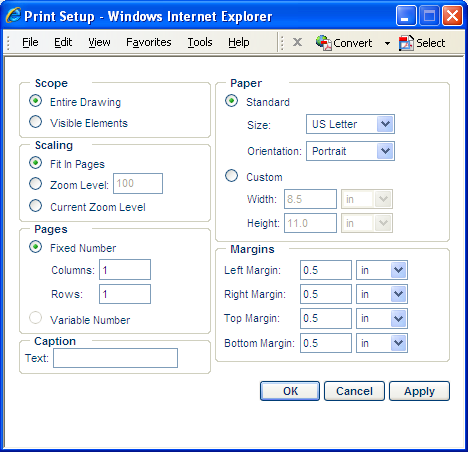 Print Setup - Windows Internet Explorer
File Edit View Favorites Tools Help X Convert Select
Scope
Entire Drawing
Visible Elements
Scaling
Fit In Pages
Zoom Level: 100
Current Zoom Level
Pages
Fixed Number
Columns: 1
Rows: 1
Variable Number
Caption
Text:
Paper
Standard
Size: US Letter
Orientation: Portrait
Custom
Width: 8.5 in
Height: 11.0 in
Margins
Left Margin: 0.5 in
Right Margin: 0.5 in
Top Margin: 0.5 in
Bottom Margin: 0.5 in
OK Cancel Apply